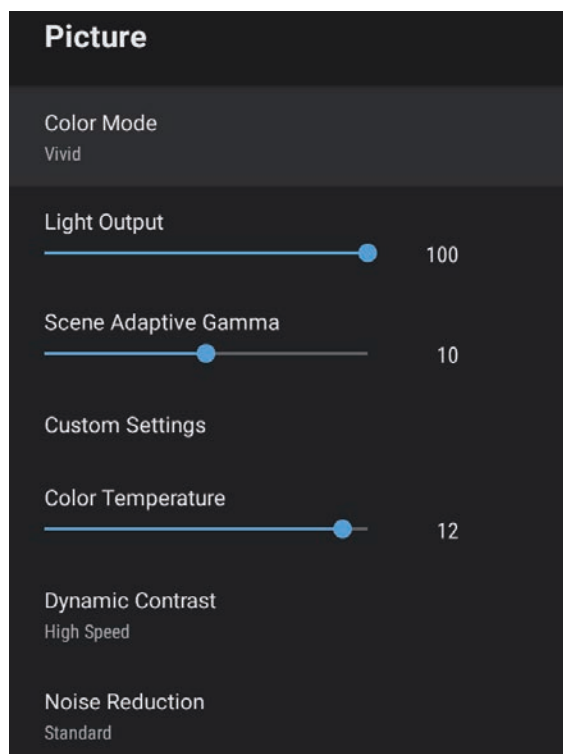 Picture
Color Mode
Vivid
Light Output
100
Scene Adaptive Gamma
10
Custom Settings
Color Temperature
12
Dynamic Contrast
High Speed
Noise Reduction
Standard